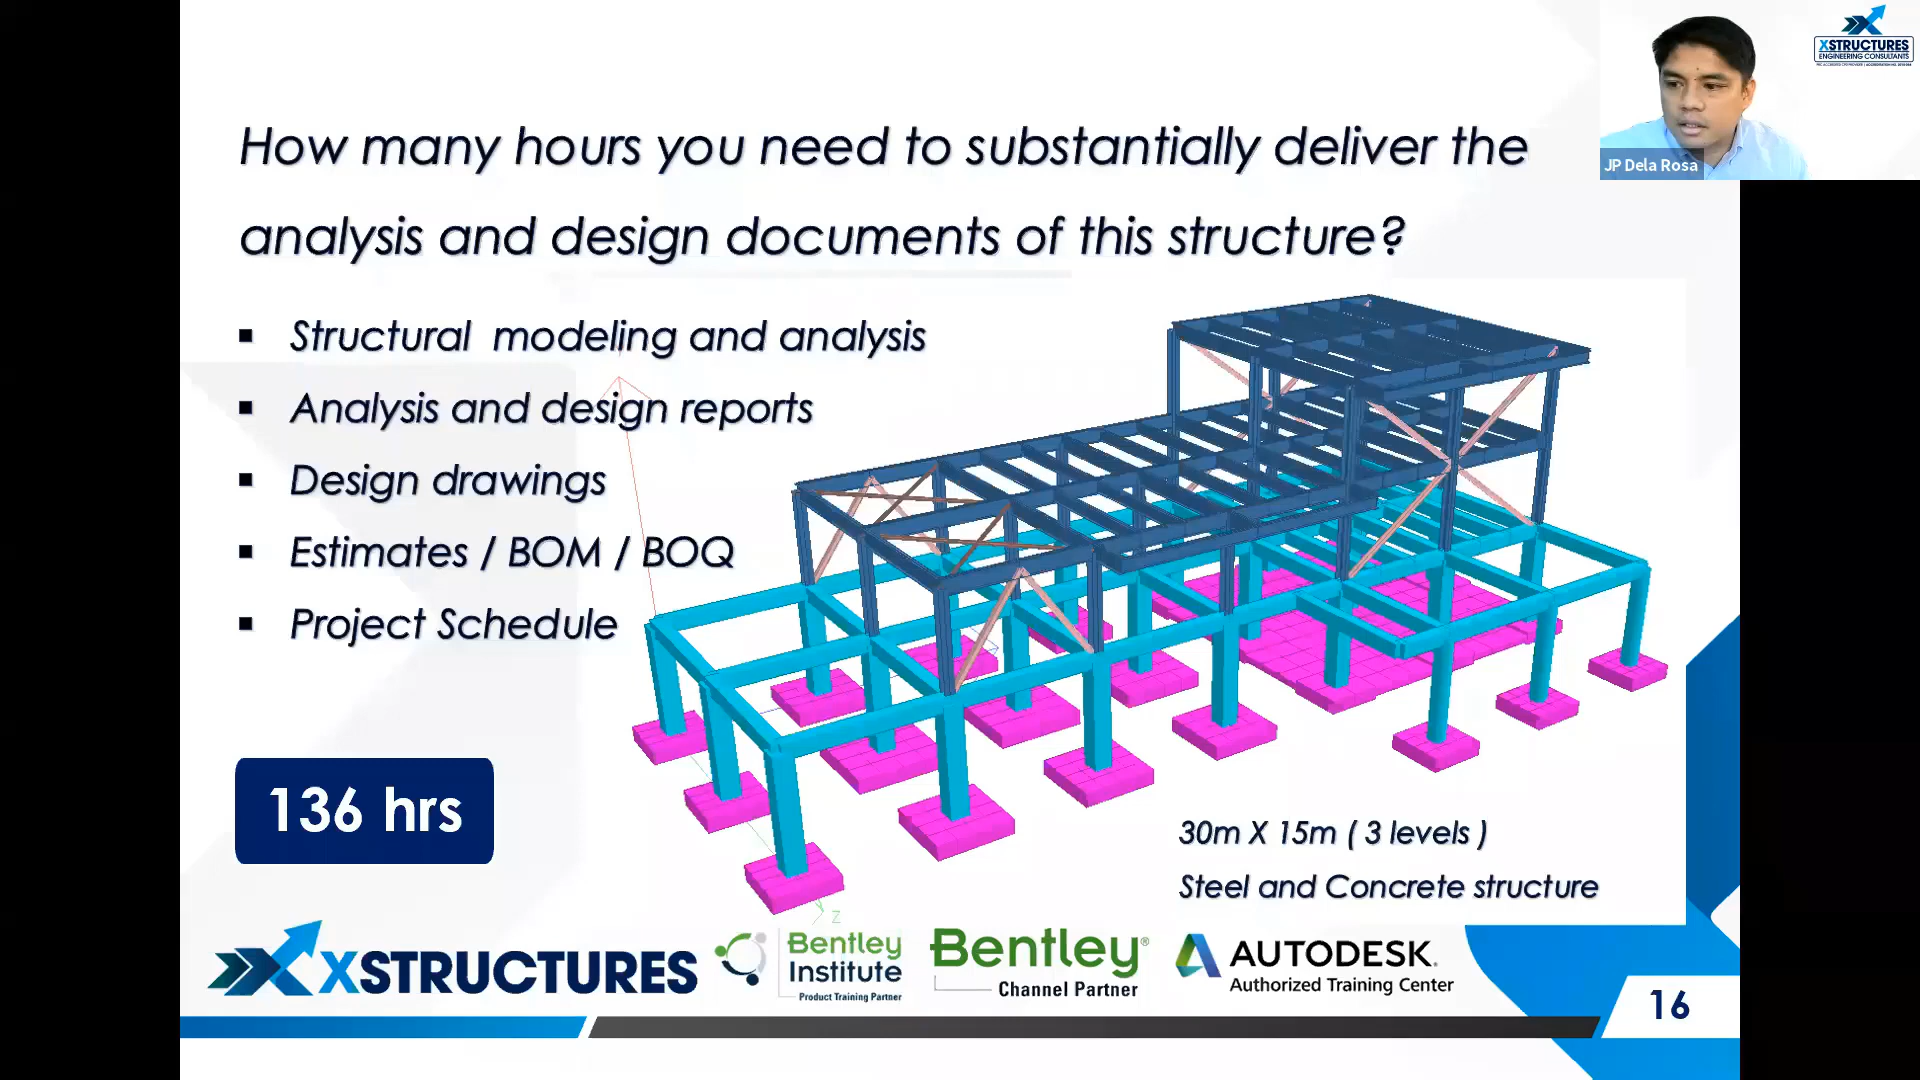 How many hours you need to substantially deliver the
analysis and design documents of this structure?
▪ Structural modeling and analysis
▪ Analysis and design reports
▪ Design drawings
▪ Estimates / BOM / BOQ
▪ Project Schedule
136 hrs
30m X 15m ( 3 levels )
Steel and Concrete structure
Z
XSTRUCTURES
Bentley
Institute
Product Training Partner
Bentley®
Channel Partner
AUTODESK.
Authorized Training Center
16
JP Dela Rosa
XSTRUCTURES
ENGINEERING CONSULTANTS